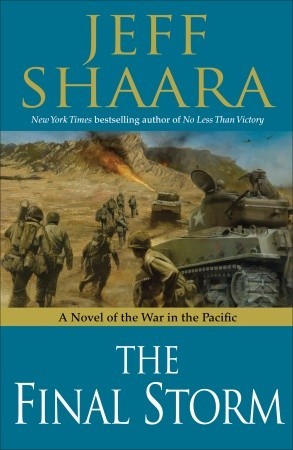 JEFF
SHAARA
New York Times bestselling author of No Less Than Victory
A Novel of the War in the Pacific
THE
FINAL STORM